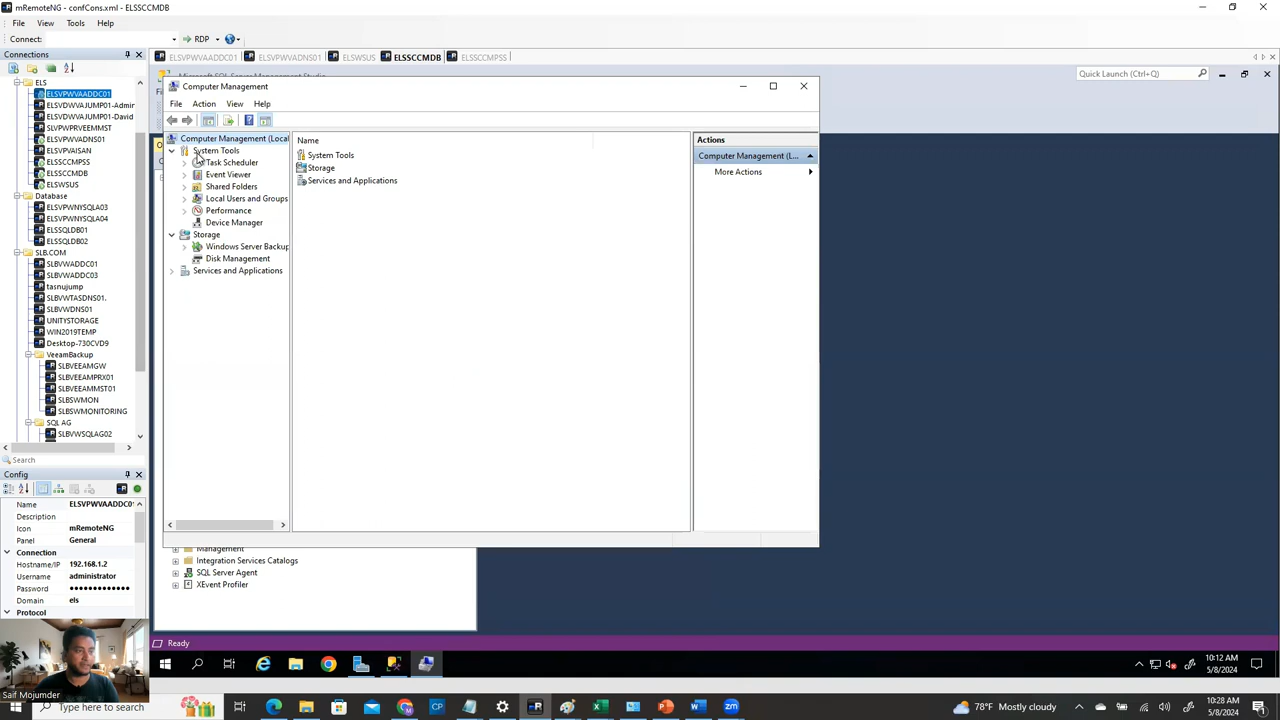 mRemoteNG - confCons.xml - ELSSCCMDB
File View Tools Help
Connect: RDP
Connections
ELSVPWVAADDC01 ELSVPWVADNS01 ELSWSUS ELSSCCMDB ELSSCCMPSS
Quick Launch (Ctrl+Q)
ELS
ELSVPWVAADDC01
ELSVDWVAJUMP01-Admir
ELSVDWVAJUMP01-David
SLVPWPRVEEMMST
ELSVPWVADNS01
ELSVPWVAISAN
ELSSCCMPSS
ELSSCCMDB
ELSWSUS
Database
ELSVPWNYSQLA03
ELSVPWNYSQLA04
ELSSQLDB01
ELSSQLDB02
SLB.COM
SLBVWADDC01
SLBVWADDC03
tasnujump
SLBVWTASDNS01.
SLBVWDNS01
UNITYSTORAGE
WIN2019TEMP
Desktop-730CVD9
VeeamBackup
SLBVEEAMGW
SLBVEEAMPRX01
SLBVEEAMMST01
SLBSWMON
SLBSWMONITORING
SQL AG
SLBVWSQLAG02
Search
Config
Name ELSVPWVAADDC0
Description
Icon mRemoteNG
Panel General
Connection
Hostname/IP 192.168.1.2
Username administrator
Password •••••••••••••
Domain els
Protocol
Computer Management
File Action View Help
Computer Management (Local
System Tools
Task Scheduler
Event Viewer
Shared Folders
Local Users and Groups
Performance
Device Manager
Storage
Windows Server Backup
Disk Management
Services and Applications
Name
System Tools
Storage
Services and Applications
Actions
Computer Management (L...
More Actions
Management
Integration Services Catalogs
SQL Server Agent
XEvent Profiler
Ready
10:12 AM
5/8/2024
Saif Mojumder
Type here to search
78°F Mostly cloudy
10:28 AM
5/8/2024